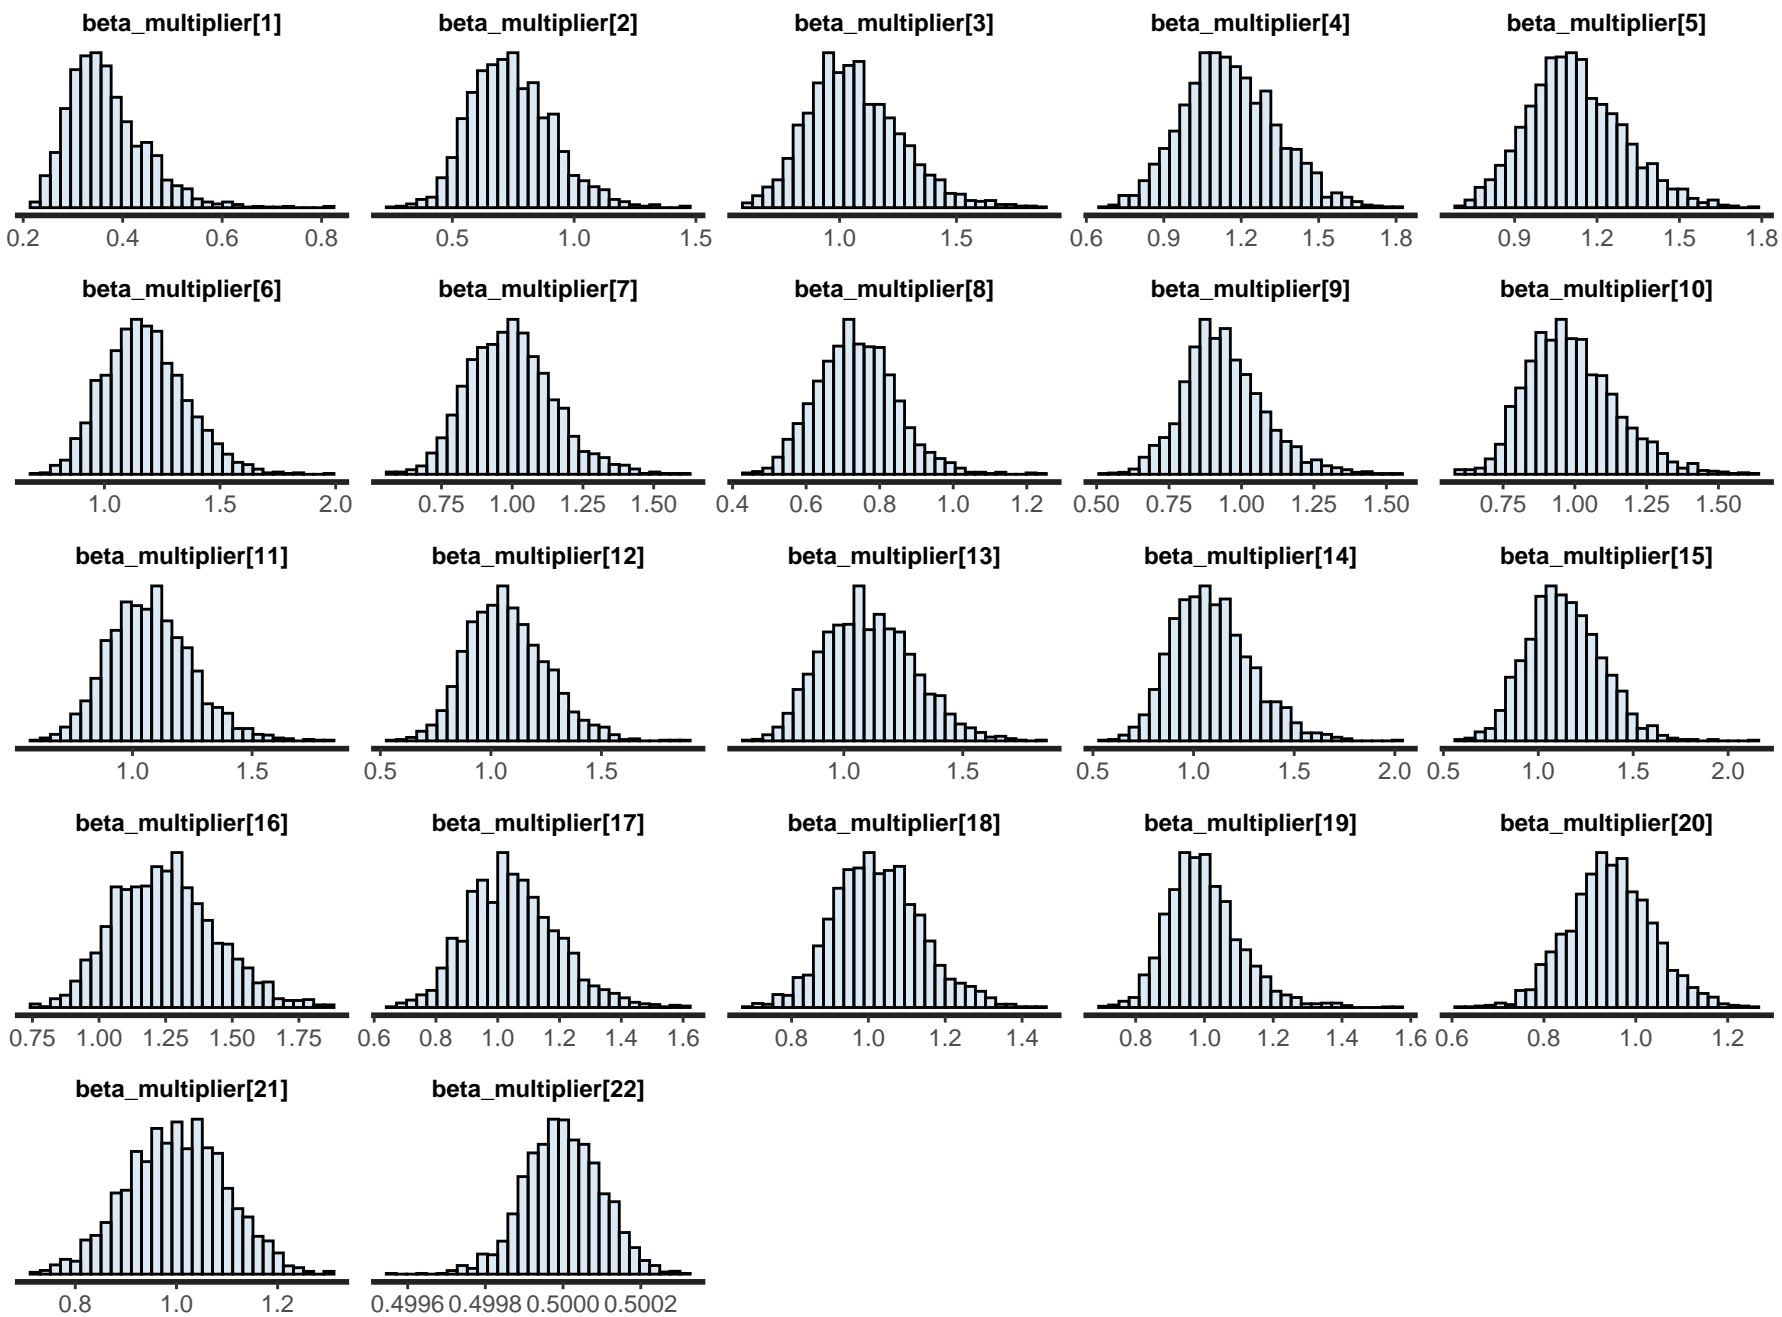 beta_multiplier[1] beta_multiplier[2] beta_multiplier[3] beta_multiplier[4] beta_multiplier[5]
0.2 0.4 0.6 0.8 0.5 1.0 1.5 1.0 1.5 0.6 0.9 1.2 1.5 1.8 0.9 1.2 1.5 1.8
beta_multiplier[6] beta_multiplier[7] beta_multiplier[8] beta_multiplier[9] beta_multiplier[10]
1.0 1.5 2.0 0.75 1.00 1.25 1.50 0.4 0.6 0.8 1.0 1.2 0.50 0.75 1.00 1.25 1.50 0.75 1.00 1.25 1.50
beta_multiplier[11] beta_multiplier[12] beta_multiplier[13] beta_multiplier[14] beta_multiplier[15]
1.0 1.5 0.5 1.0 1.5 1.0 1.5 0.5 1.0 1.5 2.0 0.5 1.0 1.5 2.0
beta_multiplier[16] beta_multiplier[17] beta_multiplier[18] beta_multiplier[19] beta_multiplier[20]
0.75 1.00 1.25 1.50 1.75 0.6 0.8 1.0 1.2 1.4 1.6 0.8 1.0 1.2 1.4 0.8 1.0 1.2 1.4 1.6 0.6 0.8 1.0 1.2
beta_multiplier[21] beta_multiplier[22]
0.8 1.0 1.2 0.4996 0.4998 0.5000 0.5002